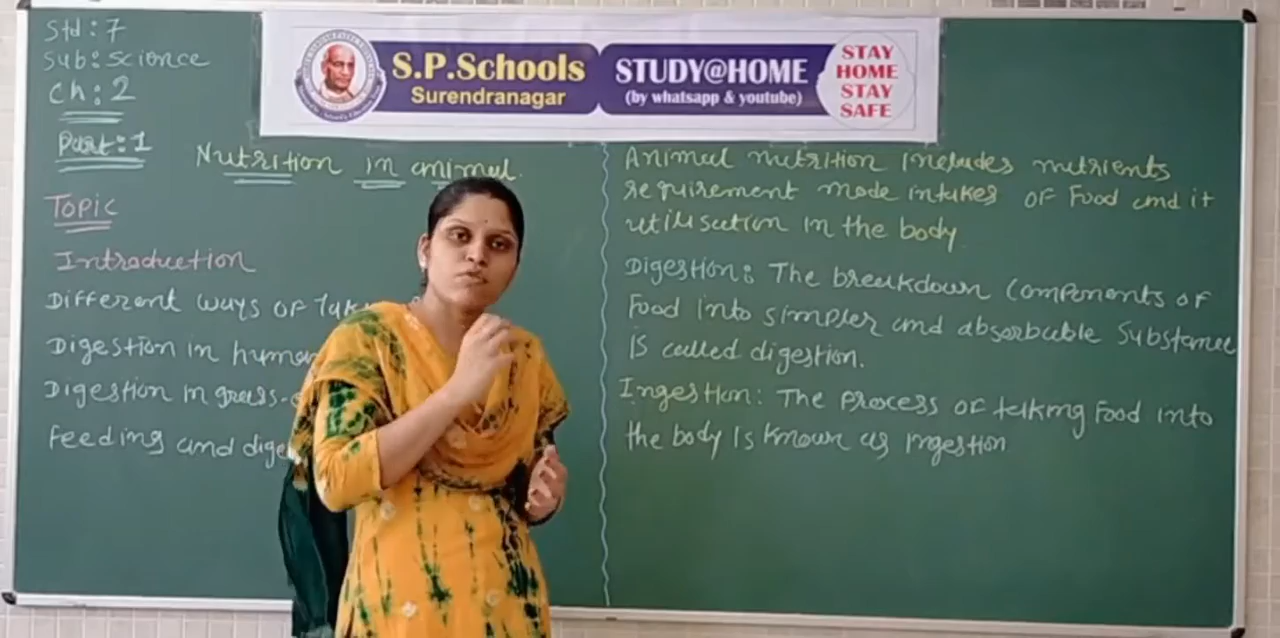 Std : 7
Sub : Science
Ch : 2
Part : 1
S.P.Schools
Surendranagar
STUDY@HOME
(by whatsapp & youtube)
STAY
HOME
STAY
SAFE
Nutrition in animal.
Topic
Introduction
Different ways of
Digestion in human
Digestion in grass-
Feeding and
Animal nutrition includes nutrients
requirement mode intakes of Food and it
utilisation in the body.
Digestion : The breakdown components of
Food into simpler and absorbable substance
is called digestion.
Ingestion : The process of taking Food into
the body is known as ingestion